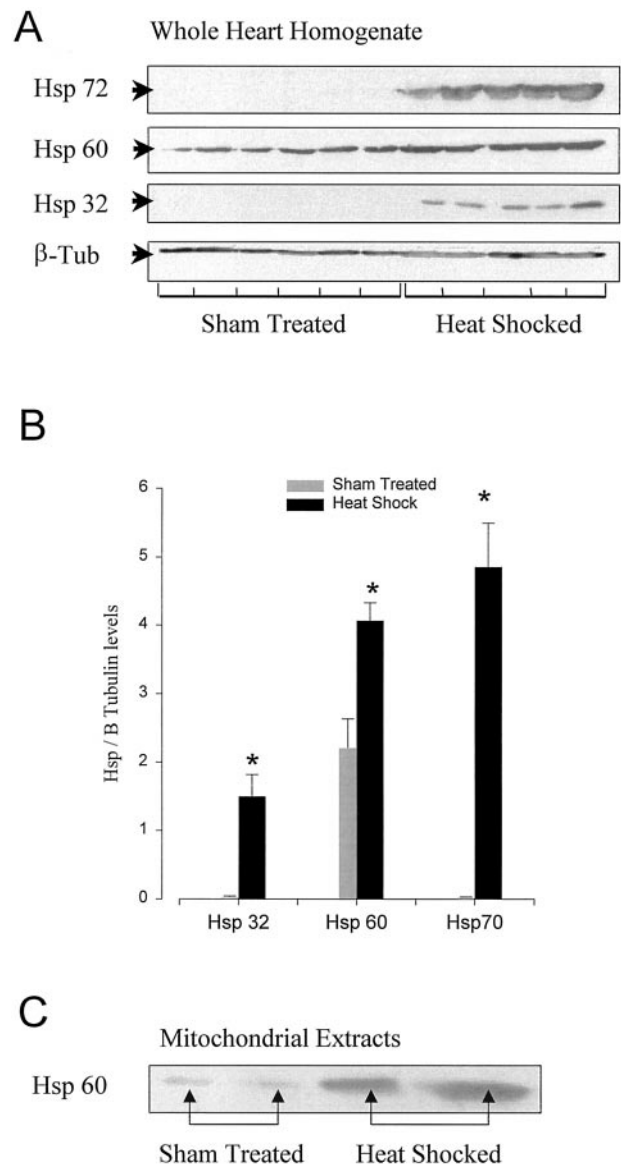 A
Whole Heart Homogenate
Hsp 72
Hsp 60
Hsp 32
β-Tub
Sham Treated Heat Shocked
B
Sham Treated
Heat Shock
6
5
4
3
2
1
0
Hsp / B Tubulin levels
*
*
*
Hsp 32 Hsp 60 Hsp70
C
Mitochondrial Extracts
Hsp 60
Sham Treated Heat Shocked